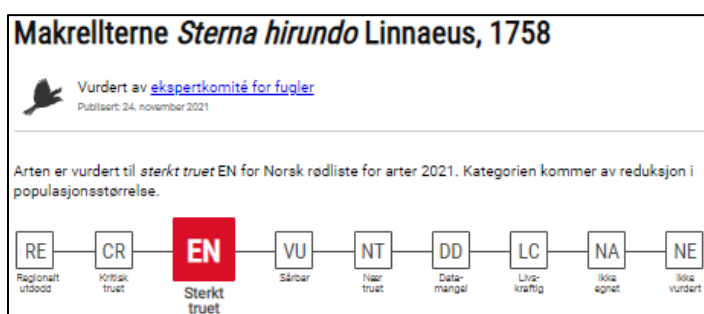 Makrellterne Sterna hirundo Linnaeus, 1758
Vurdert av ekspertkomité for fugler
Publisert: 24. november 2021
Arten er vurdert til sterkt truet EN for Norsk rødliste for arter 2021. Kategorien kommer av reduksjon i
populasjonsstørrelse.
RE CR EN VU NT DD LC NA NE
Regionalt utdødd Kritisk truet Sterkt truet Sårbar Nær truet Data- mangel Livs- kraftig Ikke egnet Ikke vurdert